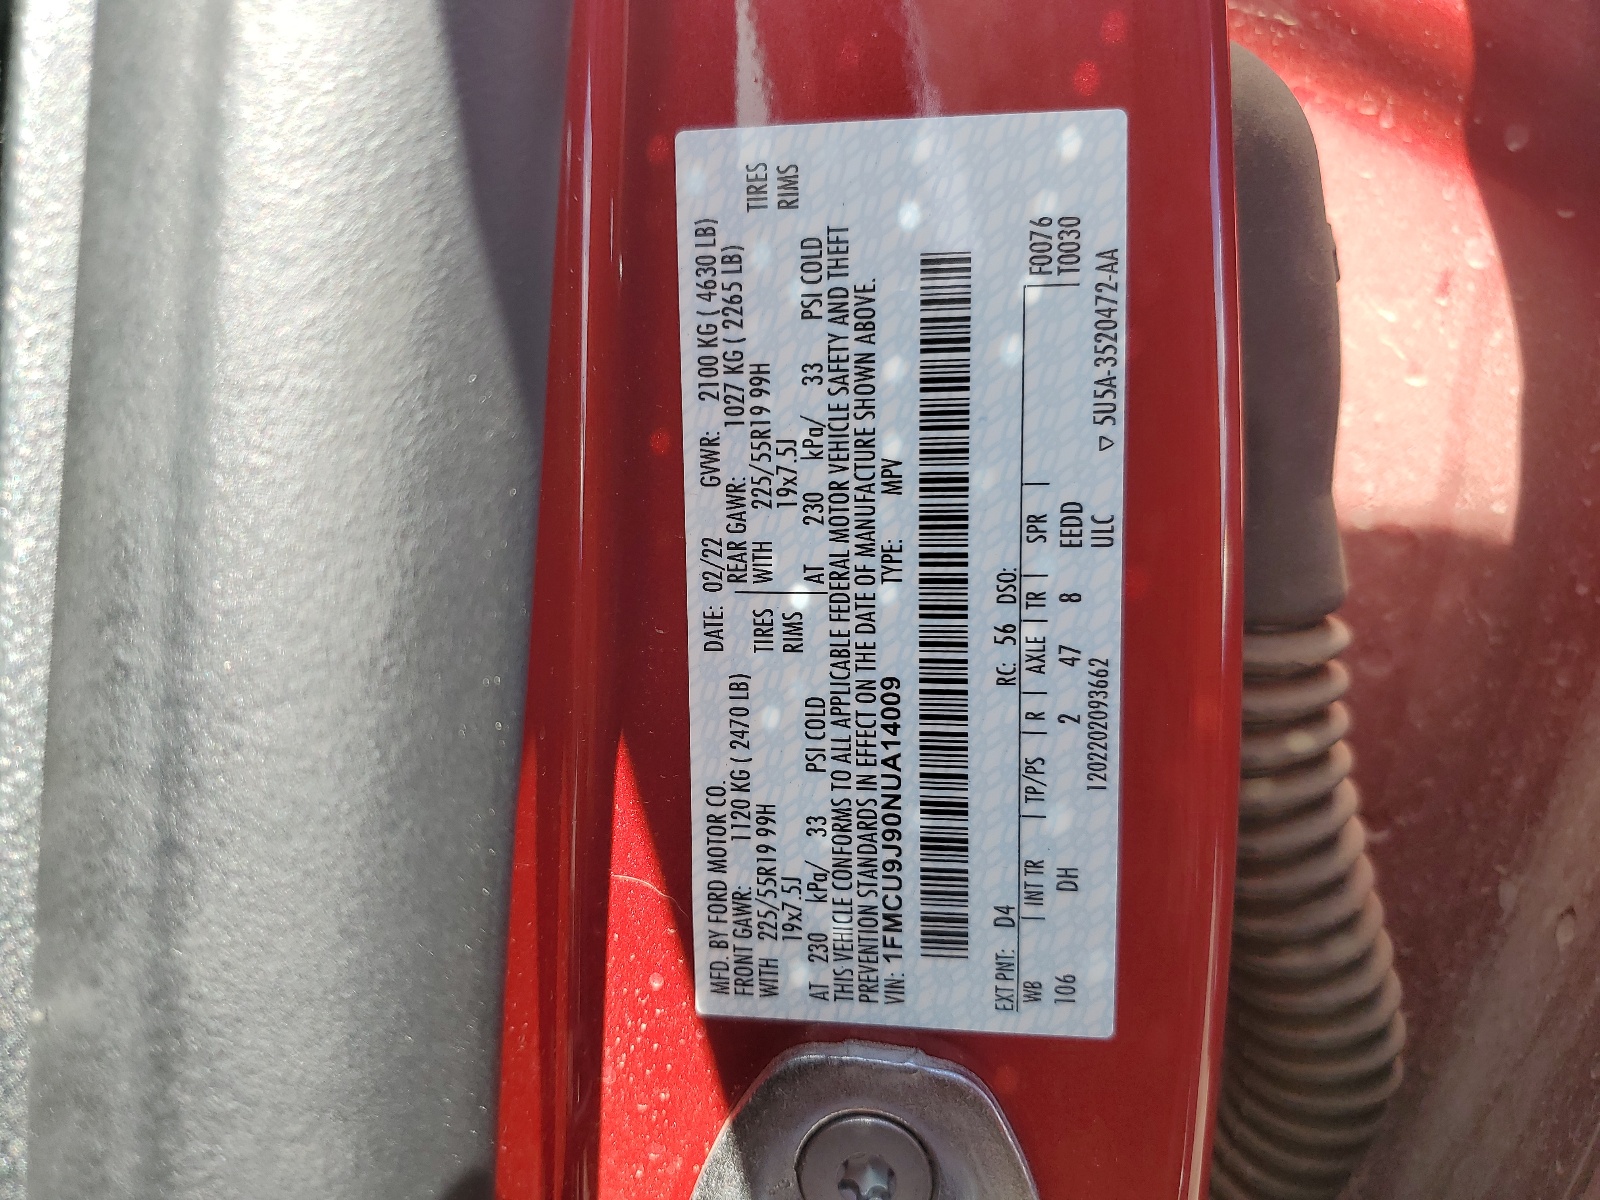 MFD. BY FORD MOTOR CO. DATE: 02/22 GVWR: 2100 KG ( 4630 LB)
FRONT GAWR: 1120 KG ( 2470 LB) REAR GAWR: 1027 KG ( 2265 LB)
WITH 225/55R19 99H TIRES WITH 225/55R19 99H TIRES
19x7.5J RIMS 19x7.5J RIMS
AT 230 kPa/ 33 PSI COLD AT 230 kPa/ 33 PSI COLD
THIS VEHICLE CONFORMS TO ALL APPLICABLE FEDERAL MOTOR VEHICLE SAFETY AND THEFT
PREVENTION STANDARDS IN EFFECT ON THE DATE OF MANUFACTURE SHOWN ABOVE.
VIN: 1FMCU9J90NUA14009 TYPE: MPV
EXT PNT: D4 RC: 56 DSO: F0076
WB | INT TR | TP/PS | R | AXLE | TR | SPR | T0030
106 DH 2 47 8 EEDD
1202202093662 ULC ▽ 5U5A-3520472-AA